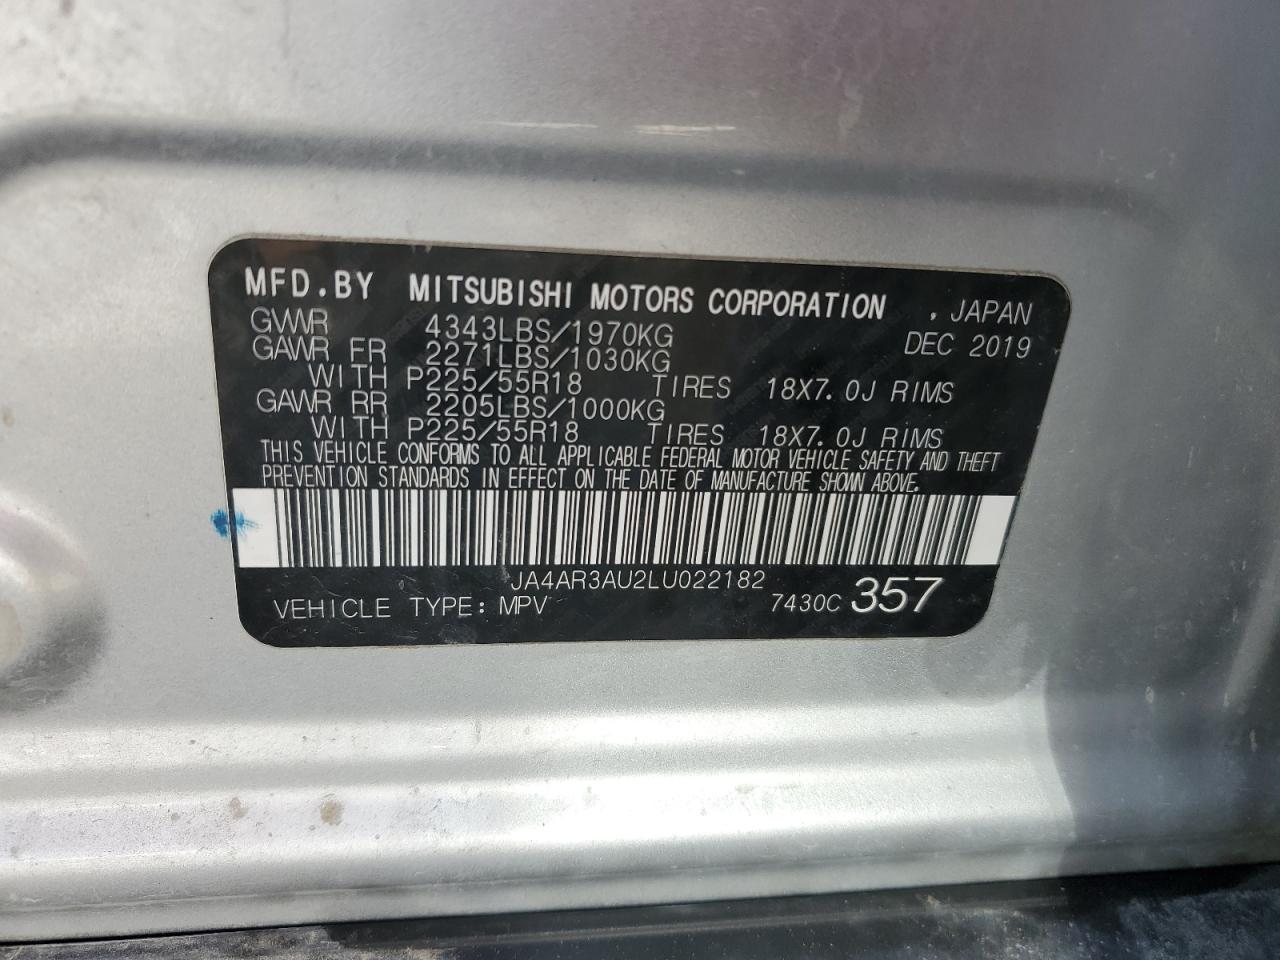 MFD.BY MITSUBISHI MOTORS CORPORATION , JAPAN
GVWR 4343LBS/1970KG DEC 2019
GAWR FR 2271LBS/1030KG
WITH P225/55R18 TIRES 18X7.0J RIMS
GAWR RR 2205LBS/1000KG
WITH P225/55R18 TIRES 18X7.0J RIMS
THIS VEHICLE CONFORMS TO ALL APPLICABLE FEDERAL MOTOR VEHICLE SAFETY AND THEFT
PREVENTION STANDARDS IN EFFECT ON THE DATE OF MANUFACTURE SHOWN ABOVE.
JA4AR3AU2LU022182
VEHICLE TYPE: MPV 7430C 357